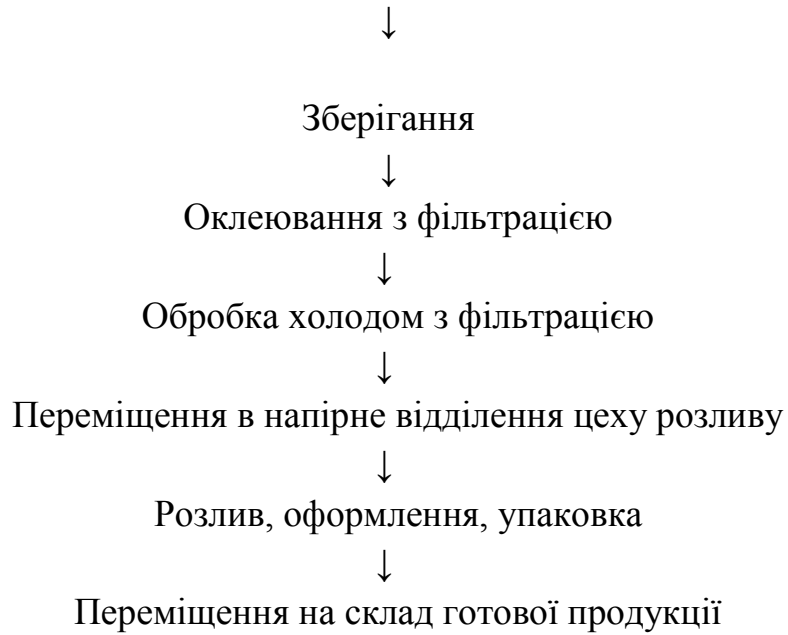 ↓
Зберігання
↓
Оклеювання з фільтрацією
↓
Обробка холодом з фільтрацією
↓
Переміщення в напірне відділення цеху розливу
↓
Розлив, оформлення, упаковка
↓
Переміщення на склад готової продукції